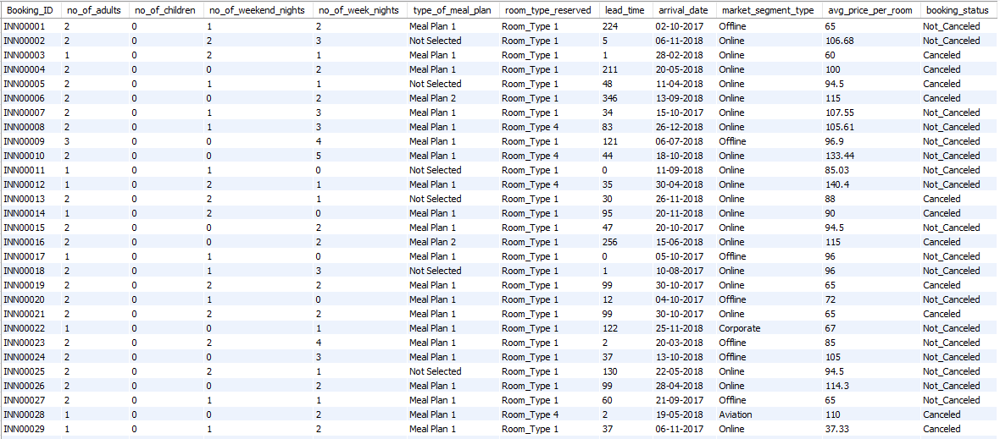 Booking_ID no_of_adults no_of_children no_of_weekend_nights no_of_week_nights type_of_meal_plan room_type_reserved lead_time arrival_date market_segment_type avg_price_per_room booking_status
INN00001 2 0 1 2 Meal Plan 1 Room_Type 1 224 02-10-2017 Offline 65 Not_Canceled
INN00002 2 0 2 3 Not Selected Room_Type 1 5 06-11-2018 Online 106.68 Not_Canceled
INN00003 1 0 2 1 Meal Plan 1 Room_Type 1 1 28-02-2018 Online 60 Canceled
INN00004 2 0 0 2 Meal Plan 1 Room_Type 1 211 20-05-2018 Online 100 Canceled
INN00005 2 0 1 1 Not Selected Room_Type 1 48 11-04-2018 Online 94.5 Canceled
INN00006 2 0 0 2 Meal Plan 2 Room_Type 1 346 13-09-2018 Online 115 Canceled
INN00007 2 0 1 3 Meal Plan 1 Room_Type 1 34 15-10-2017 Online 107.55 Not_Canceled
INN00008 2 0 1 3 Meal Plan 1 Room_Type 4 83 26-12-2018 Online 105.61 Not_Canceled
INN00009 3 0 0 4 Meal Plan 1 Room_Type 1 121 06-07-2018 Offline 96.9 Not_Canceled
INN00010 2 0 0 5 Meal Plan 1 Room_Type 4 44 18-10-2018 Online 133.44 Not_Canceled
INN00011 1 0 1 0 Not Selected Room_Type 1 0 11-09-2018 Online 85.03 Not_Canceled
INN00012 1 0 2 1 Meal Plan 1 Room_Type 4 35 30-04-2018 Online 140.4 Not_Canceled
INN00013 2 0 2 1 Not Selected Room_Type 1 30 26-11-2018 Online 88 Canceled
INN00014 1 0 2 0 Meal Plan 1 Room_Type 1 95 20-11-2018 Online 90 Canceled
INN00015 2 0 0 2 Meal Plan 1 Room_Type 1 47 20-10-2017 Online 94.5 Not_Canceled
INN00016 2 0 0 2 Meal Plan 2 Room_Type 1 256 15-06-2018 Online 115 Canceled
INN00017 1 0 1 0 Meal Plan 1 Room_Type 1 0 05-10-2017 Offline 96 Not_Canceled
INN00018 2 0 1 3 Not Selected Room_Type 1 1 10-08-2017 Online 96 Not_Canceled
INN00019 2 0 2 2 Meal Plan 1 Room_Type 1 99 30-10-2017 Online 65 Canceled
INN00020 2 0 1 0 Meal Plan 1 Room_Type 1 12 04-10-2017 Offline 72 Not_Canceled
INN00021 2 0 2 2 Meal Plan 1 Room_Type 1 99 30-10-2017 Online 65 Canceled
INN00022 1 0 0 1 Meal Plan 1 Room_Type 1 122 25-11-2018 Corporate 67 Not_Canceled
INN00023 2 0 2 4 Meal Plan 1 Room_Type 1 2 20-03-2018 Offline 85 Not_Canceled
INN00024 2 0 0 3 Meal Plan 1 Room_Type 1 37 13-10-2018 Offline 105 Not_Canceled
INN00025 2 0 2 1 Not Selected Room_Type 1 130 22-05-2018 Online 94.5 Not_Canceled
INN00026 2 0 0 2 Meal Plan 1 Room_Type 1 99 28-04-2018 Online 114.3 Not_Canceled
INN00027 2 0 1 1 Meal Plan 1 Room_Type 1 60 21-09-2017 Offline 65 Not_Canceled
INN00028 1 0 0 2 Meal Plan 1 Room_Type 4 2 19-05-2018 Aviation 110 Canceled
INN00029 1 0 1 2 Meal Plan 1 Room_Type 1 37 06-11-2017 Online 37.33 Canceled